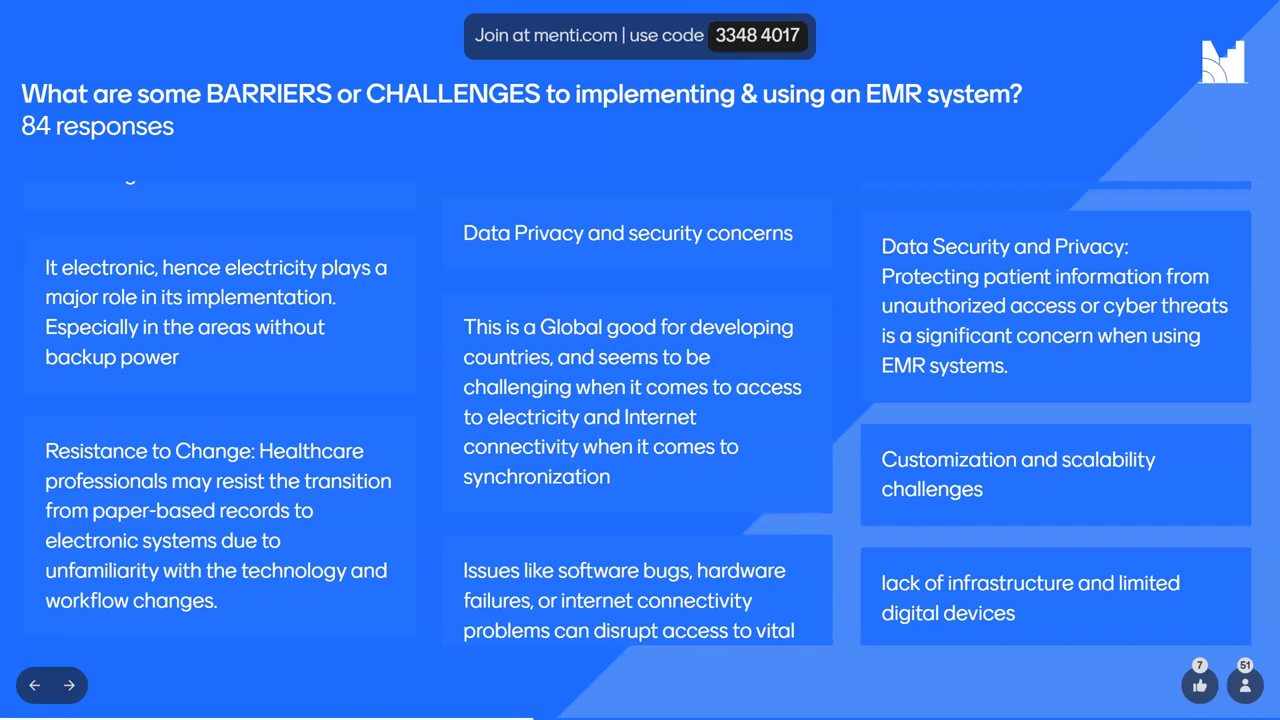 Join at menti.com | use code 3348 4017
What are some BARRIERS or CHALLENGES to implementing & using an EMR system?
84 responses
It electronic, hence electricity plays a
major role in its implementation.
Especially in the areas without
backup power
Resistance to Change: Healthcare
professionals may resist the transition
from paper-based records to
electronic systems due to
unfamiliarity with the technology and
workflow changes.
Data Privacy and security concerns
This is a Global good for developing
countries, and seems to be
challenging when it comes to access
to electricity and Internet
connectivity when it comes to
synchronization
Issues like software bugs, hardware
failures, or internet connectivity
problems can disrupt access to vital
Data Security and Privacy:
Protecting patient information from
unauthorized access or cyber threats
is a significant concern when using
EMR systems.
Customization and scalability
challenges
lack of infrastructure and limited
digital devices
7
51